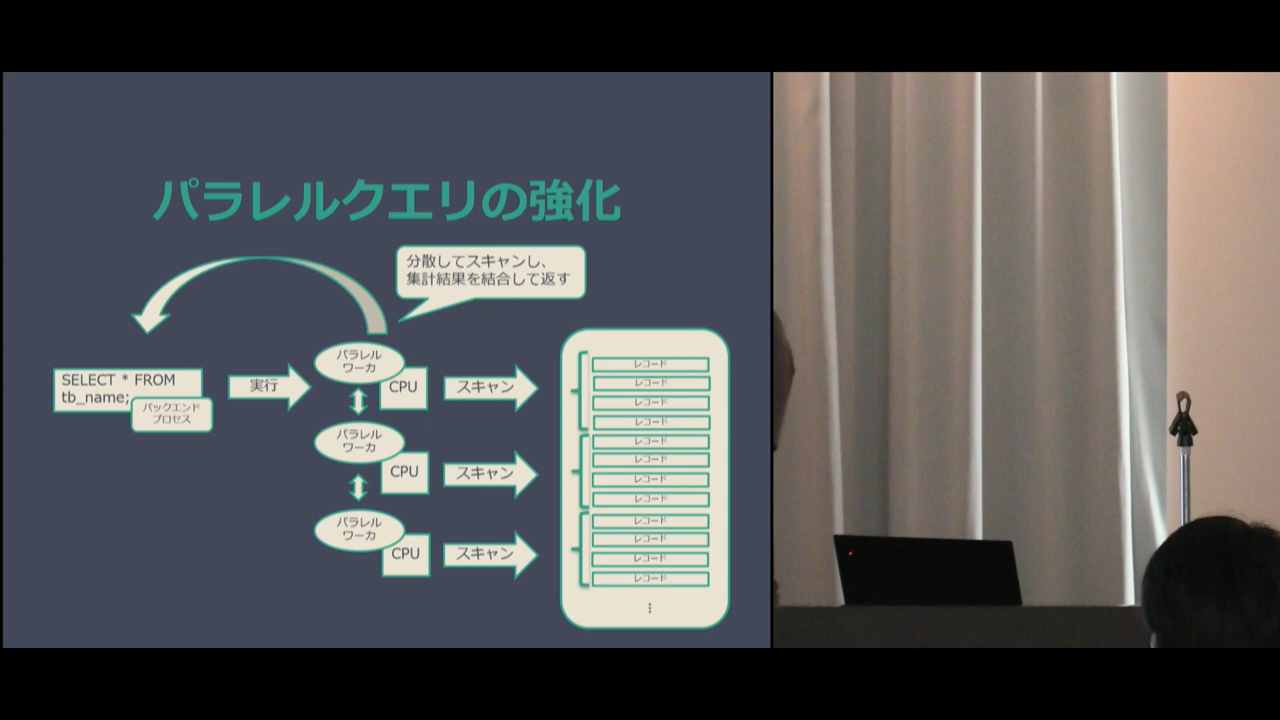 パラレルクエリの強化
分散してスキャンし、
集計結果を結合して返す
SELECT * FROM
tb_name;
バックエンド
プロセス
実行
パラレル
ワーカ
CPU
スキャン
パラレル
ワーカ
CPU
スキャン
パラレル
ワーカ
CPU
スキャン
レコード
レコード
レコード
レコード
レコード
レコード
レコード
レコード
レコード
レコード
レコード
レコード
⋮